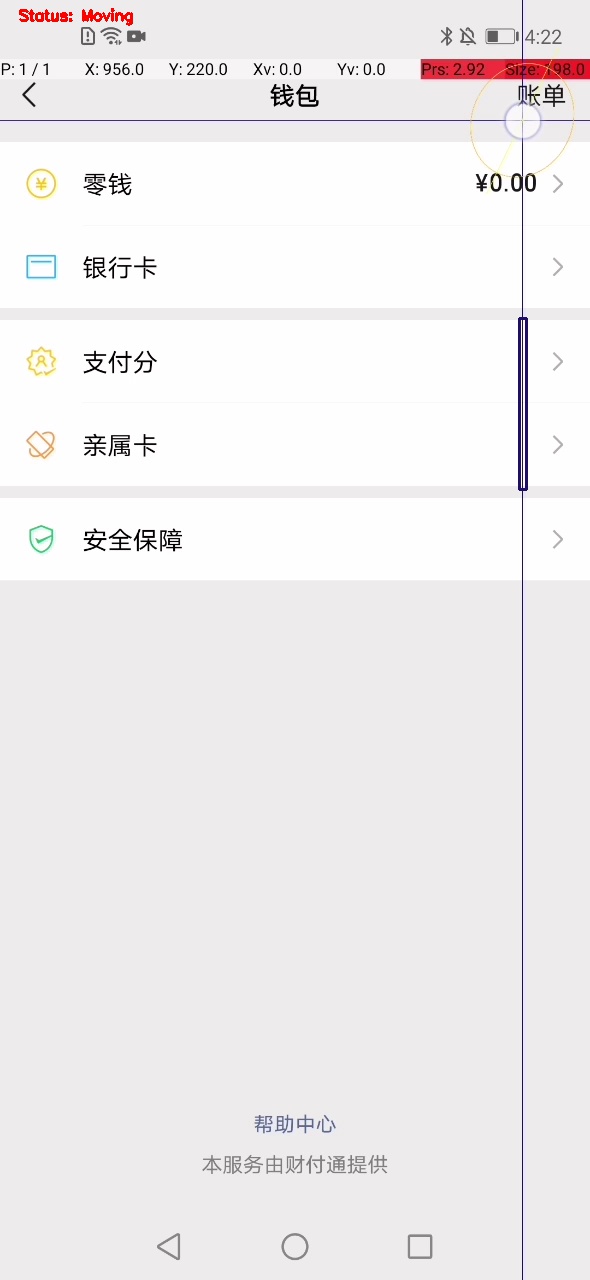 Status: Moving
4:22
P: 1 / 1 X: 956.0 Y: 220.0 Xv: 0.0 Yv: 0.0 Prs: 2.92 Size: 198.0
钱包 账单
零钱 ¥0.00
银行卡
支付分
亲属卡
安全保障
帮助中心
本服务由财付通提供